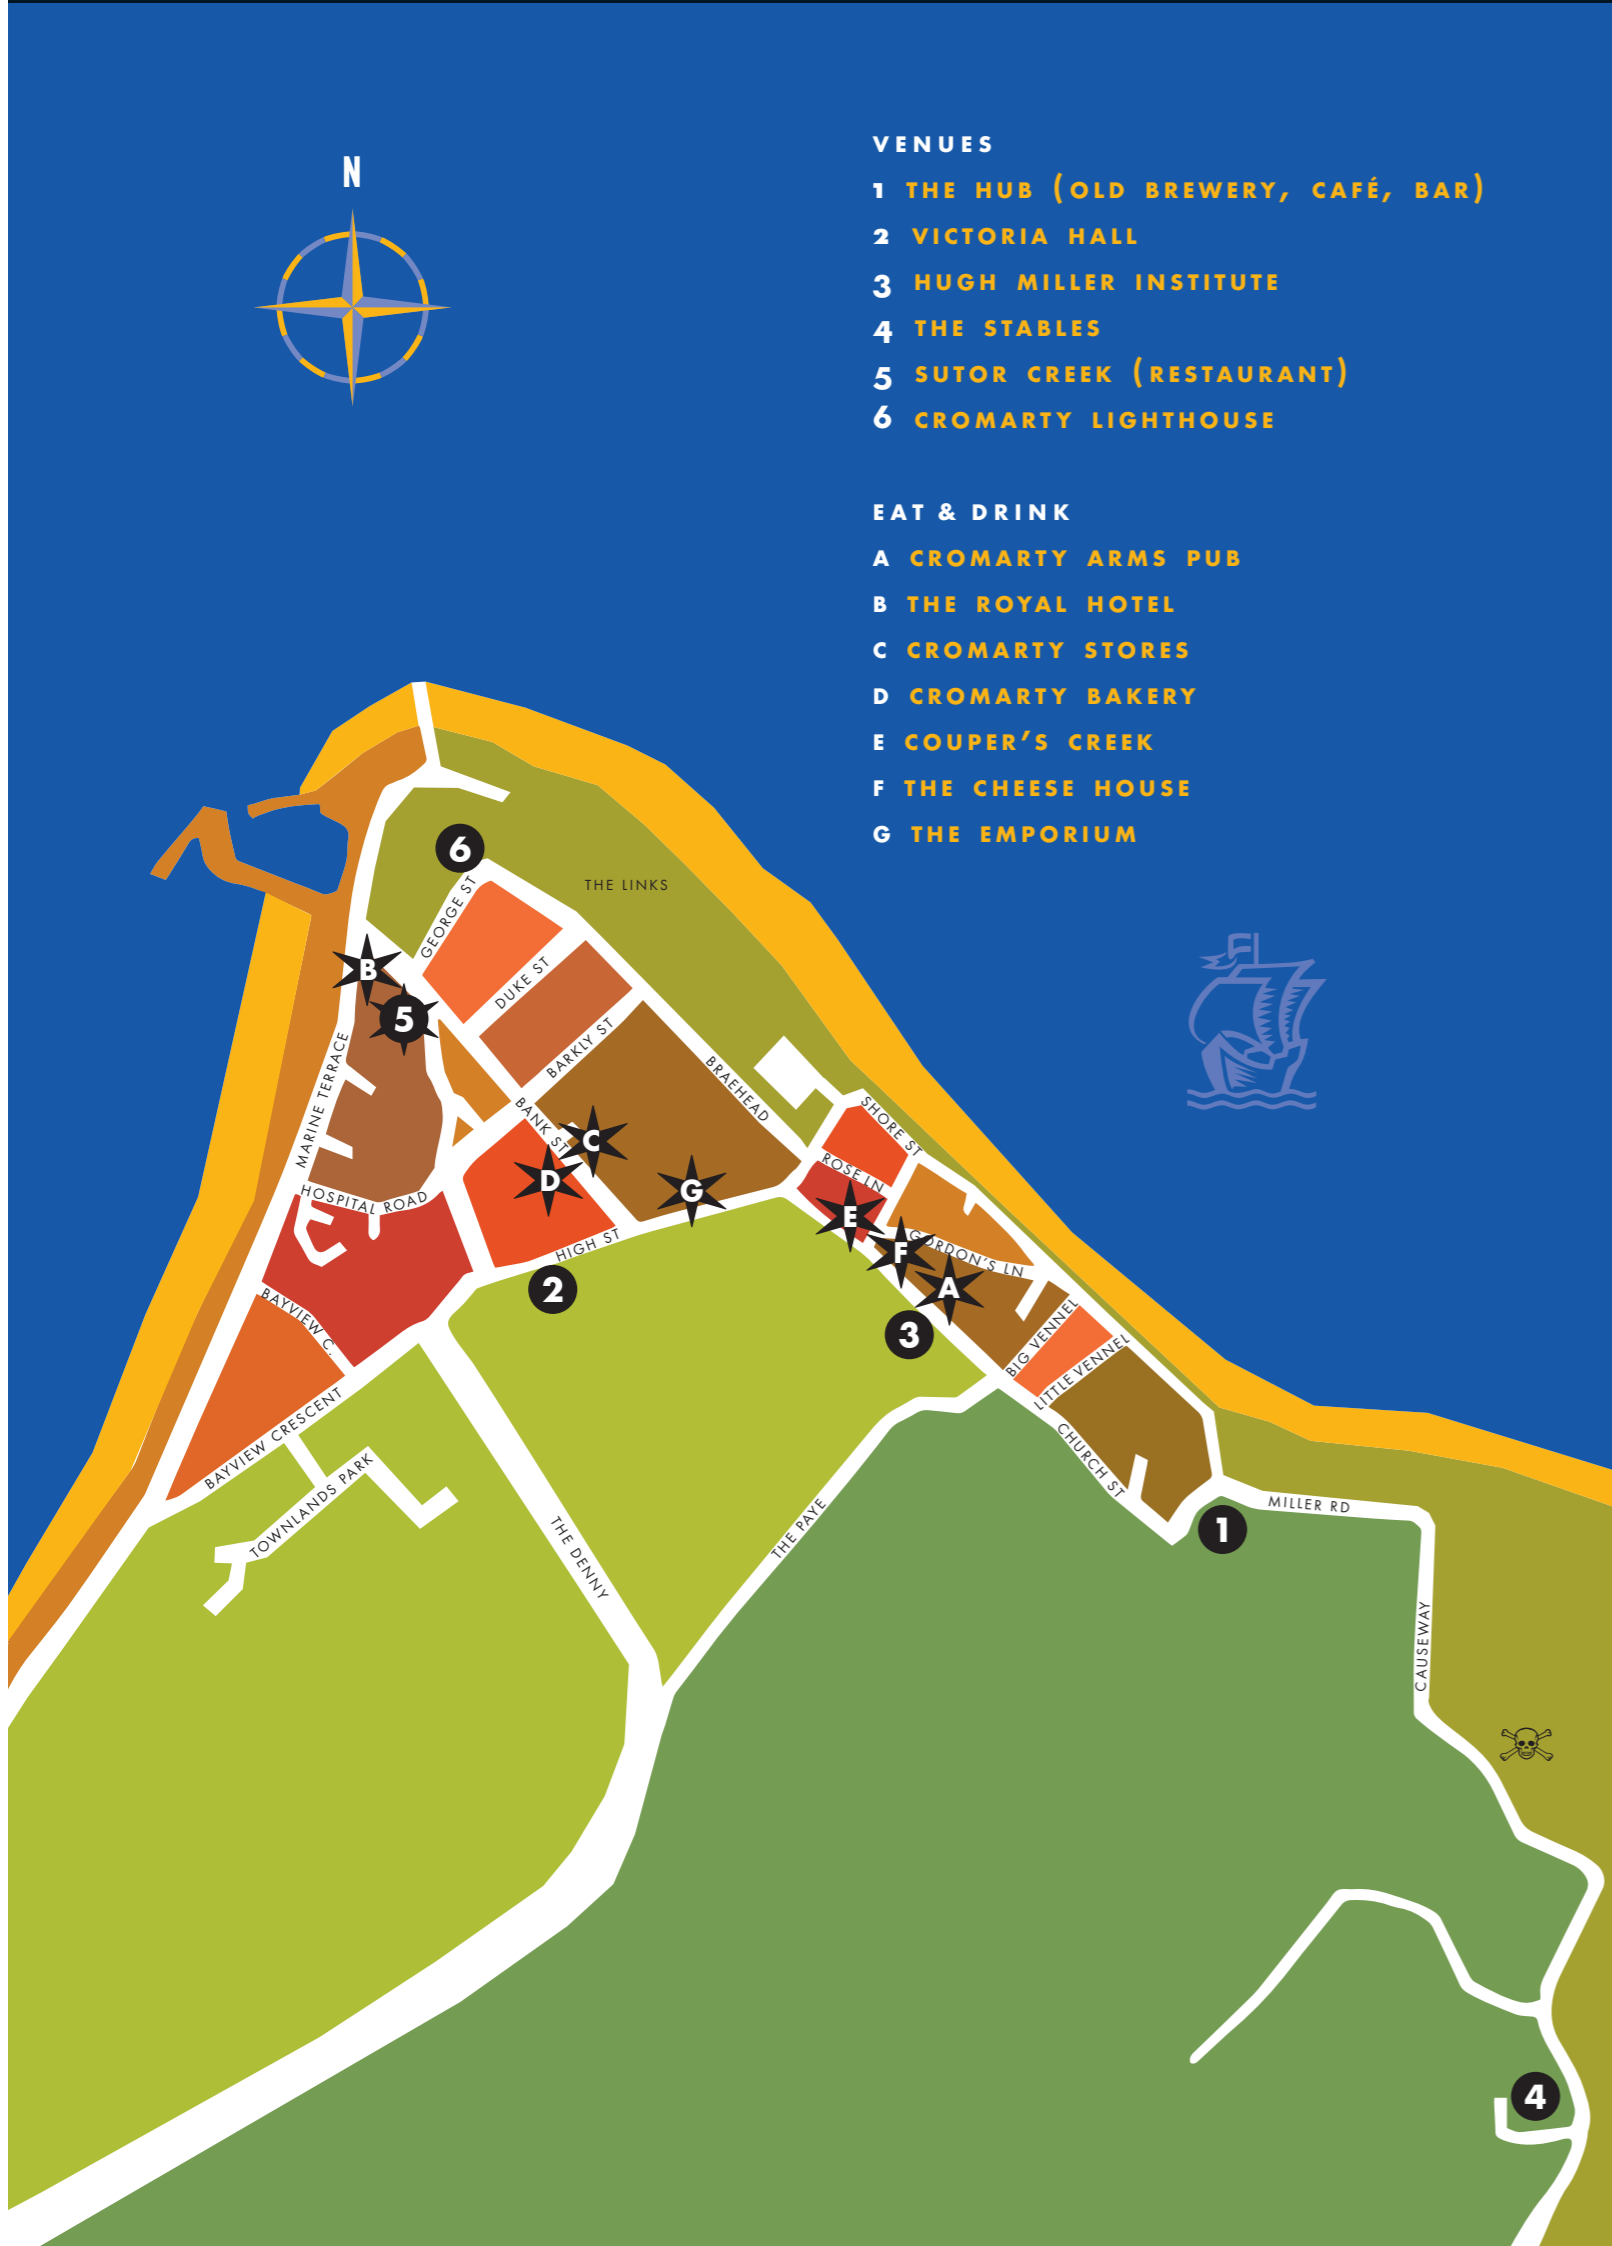 N
VENUES
1 THE HUB (OLD BREWERY, CAFÉ, BAR)
2 VICTORIA HALL
3 HUGH MILLER INSTITUTE
4 THE STABLES
5 SUTOR CREEK (RESTAURANT)
6 CROMARTY LIGHTHOUSE
EAT & DRINK
A CROMARTY ARMS PUB
B THE ROYAL HOTEL
C CROMARTY STORES
D CROMARTY BAKERY
E COUPER'S CREEK
F THE CHEESE HOUSE
G THE EMPORIUM
6
THE LINKS
GEORGE ST
B
DUKE ST
5
BARKLY ST
MARINE TERRACE
BRAEHEAD
BANK ST
C
SHORE ST
D
G
ROSE LN
HOSPITAL ROAD
E
HIGH ST
F
GORDON'S LN
2
A
3
BAYVIEW C.
BIG VENNEL
LITTLE VENNEL
BAYVIEW CRESCENT
CHURCH ST
TOWNLANDS PARK
MILLER RD
1
THE DENNY
THE PAYE
CAUSEWAY
4